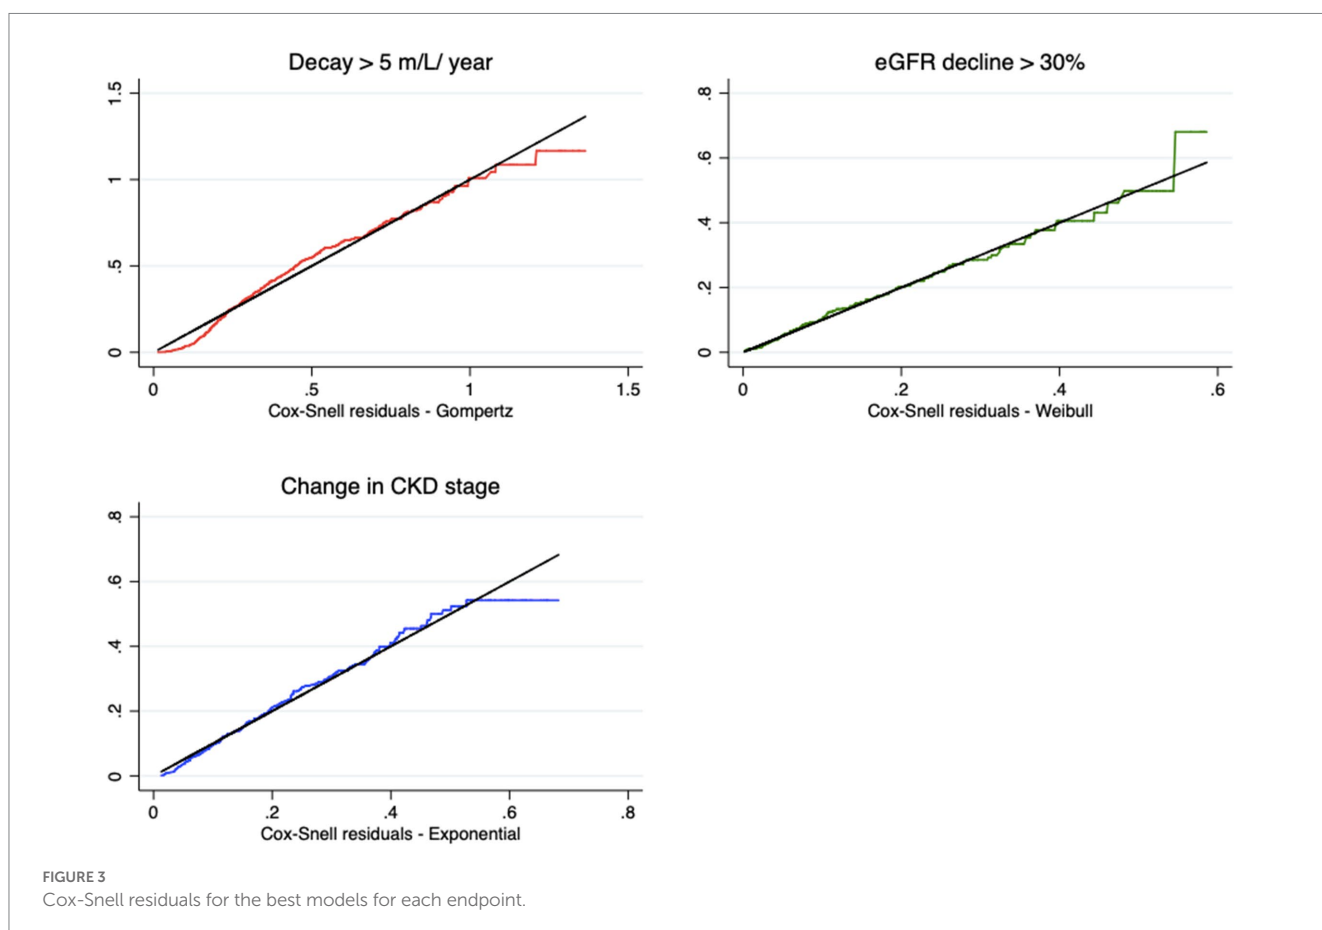 Decay > 5 m/L/ year
1.5
1
.5
0
0 .5 1 1.5
Cox-Snell residuals - Gompertz
eGFR decline > 30%
.8
.6
.4
.2
0
0 .2 .4 .6
Cox-Snell residuals - Weibull
Change in CKD stage
.8
.6
.4
.2
0
0 .2 .4 .6 .8
Cox-Snell residuals - Exponential
FIGURE 3
Cox-Snell residuals for the best models for each endpoint.